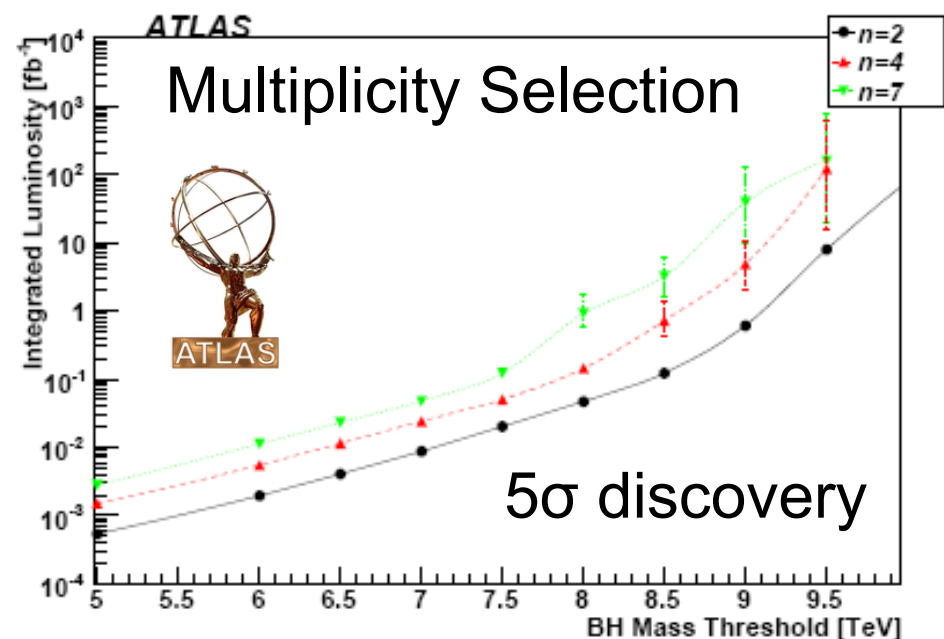 ATLAS
n=2
n=4
n=7
Multiplicity Selection
ATLAS
5σ discovery
Integrated Luminosity [fb⁻¹]
10⁴
10³
10²
10
1
10⁻¹
10⁻²
10⁻³
10⁻⁴
5 5.5 6 6.5 7 7.5 8 8.5 9 9.5
BH Mass Threshold [TeV]